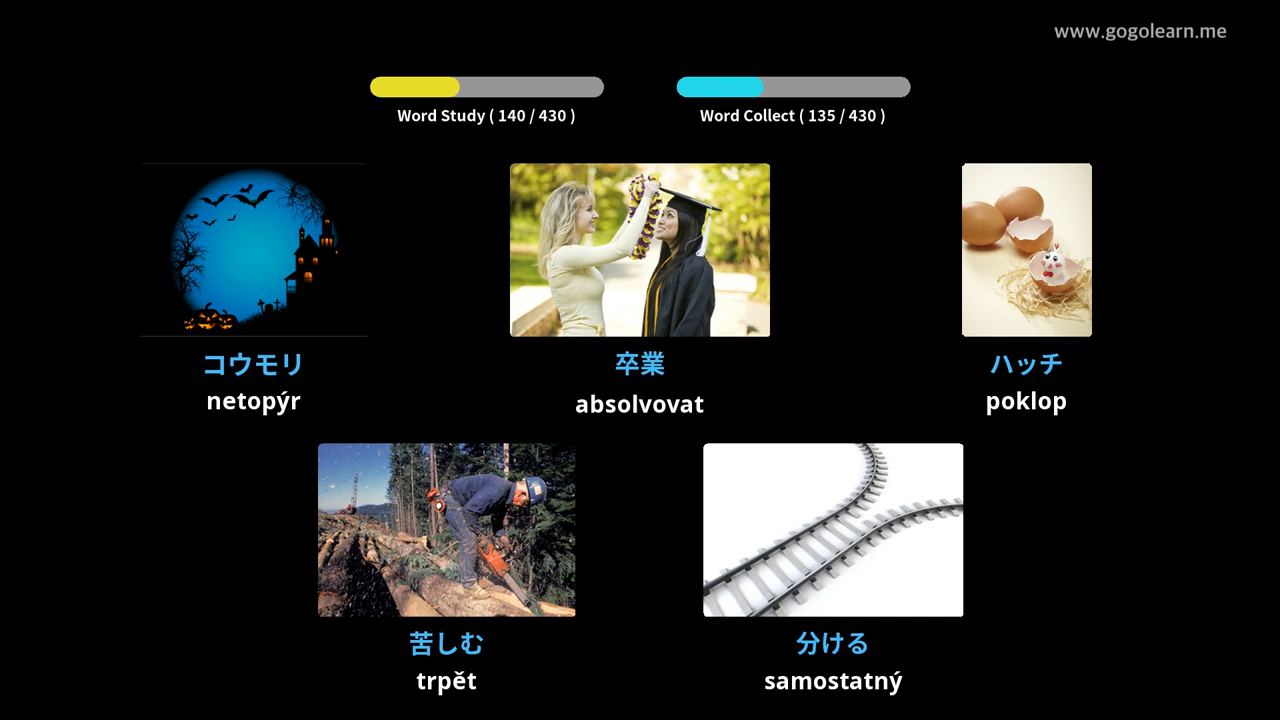 www.gogolearn.me
Word Study ( 140 / 430 )
Word Collect ( 135 / 430 )
コウモリ
netopýr
卒業
absolvovat
ハッチ
poklop
苦しむ
trpět
分ける
samostatný